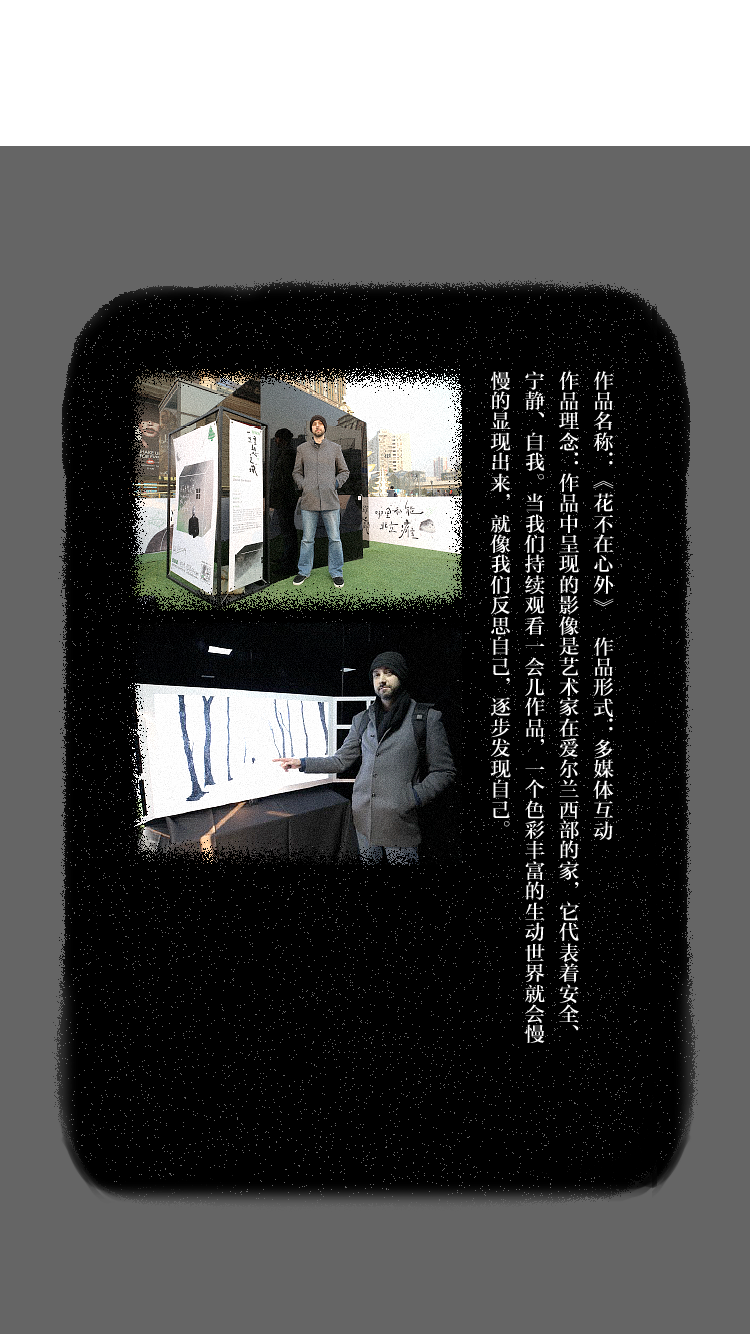 作品名称：《花不在心外》 作品形式：多媒体互动
作品理念：作品中呈现的影像是艺术家在爱尔兰西部的家，它代表着安全、
宁静、自我。当我们持续观看一会儿作品，一个色彩丰富的生动世界就会慢
慢的显现出来，就像我们反思自己，逐步发现自己。